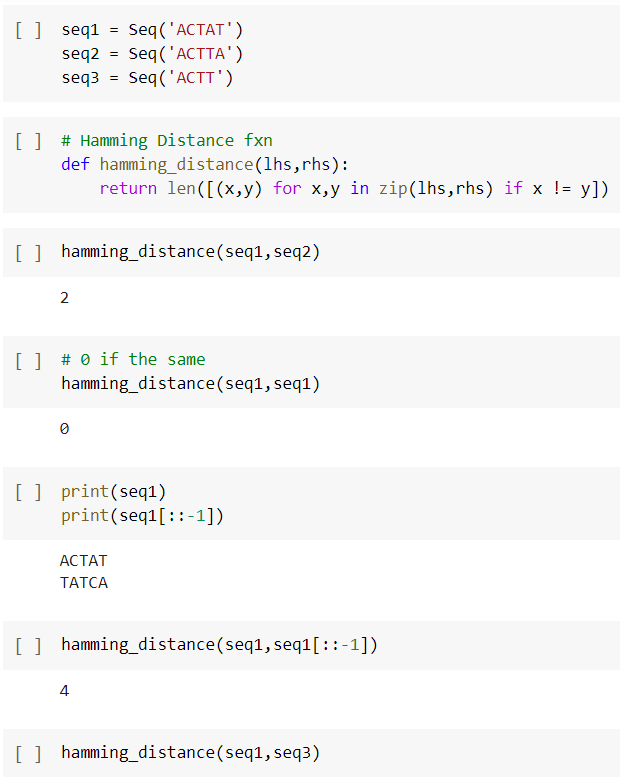 [ ] seq1 = Seq('ACTAT')
seq2 = Seq('ACTTA')
seq3 = Seq('ACTT')
[ ] # Hamming Distance fxn
def hamming_distance(lhs,rhs):
    return len([(x,y) for x,y in zip(lhs,rhs) if x != y])
[ ] hamming_distance(seq1,seq2)
2
[ ] # 0 if the same
hamming_distance(seq1,seq1)
0
[ ] print(seq1)
print(seq1[::-1])
ACTAT
TATCA
[ ] hamming_distance(seq1,seq1[::-1])
4
[ ] hamming_distance(seq1,seq3)